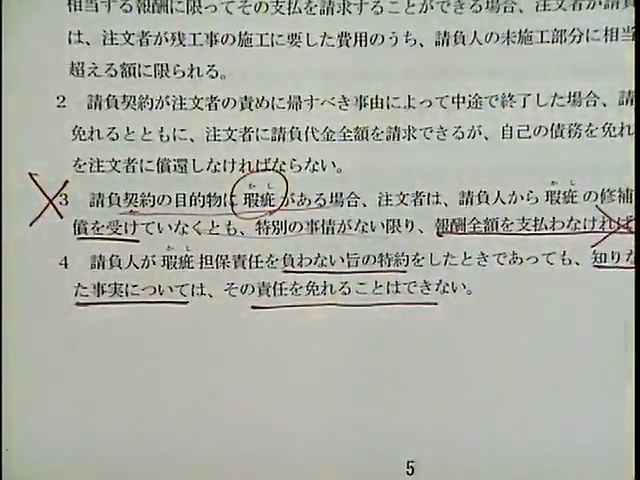 相当する報酬に限ってその支払を請求することができる場合、注文者が請
は、注文者が残工事の施工に要した費用のうち、請負人の未施工部分に相当
超える額に限られる。
2 請負契約が注文者の責めに帰すべき事由によって中途で終了した場合、請
免れるとともに、注文者に請負代金全額を請求できるが、自己の債務を免れ
を注文者に償還しなければならない。
3 請負契約の目的物に瑕疵がある場合、注文者は、請負人から瑕疵の修補
償を受けていなくとも、特別の事情がない限り、報酬全額を支払わなければ
4 請負人が瑕疵担保責任を負わない旨の特約をしたときであっても、知りな
た事実については、その責任を免れることはできない。
5